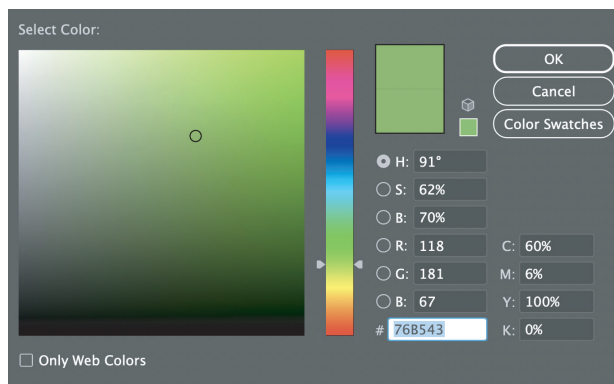 Select Color:
OK
Cancel
Color Swatches
H: 91°
S: 62%
B: 70%
R: 118
C: 60%
G: 181
M: 6%
B: 67
Y: 100%
# 76B543
K: 0%
Only Web Colors